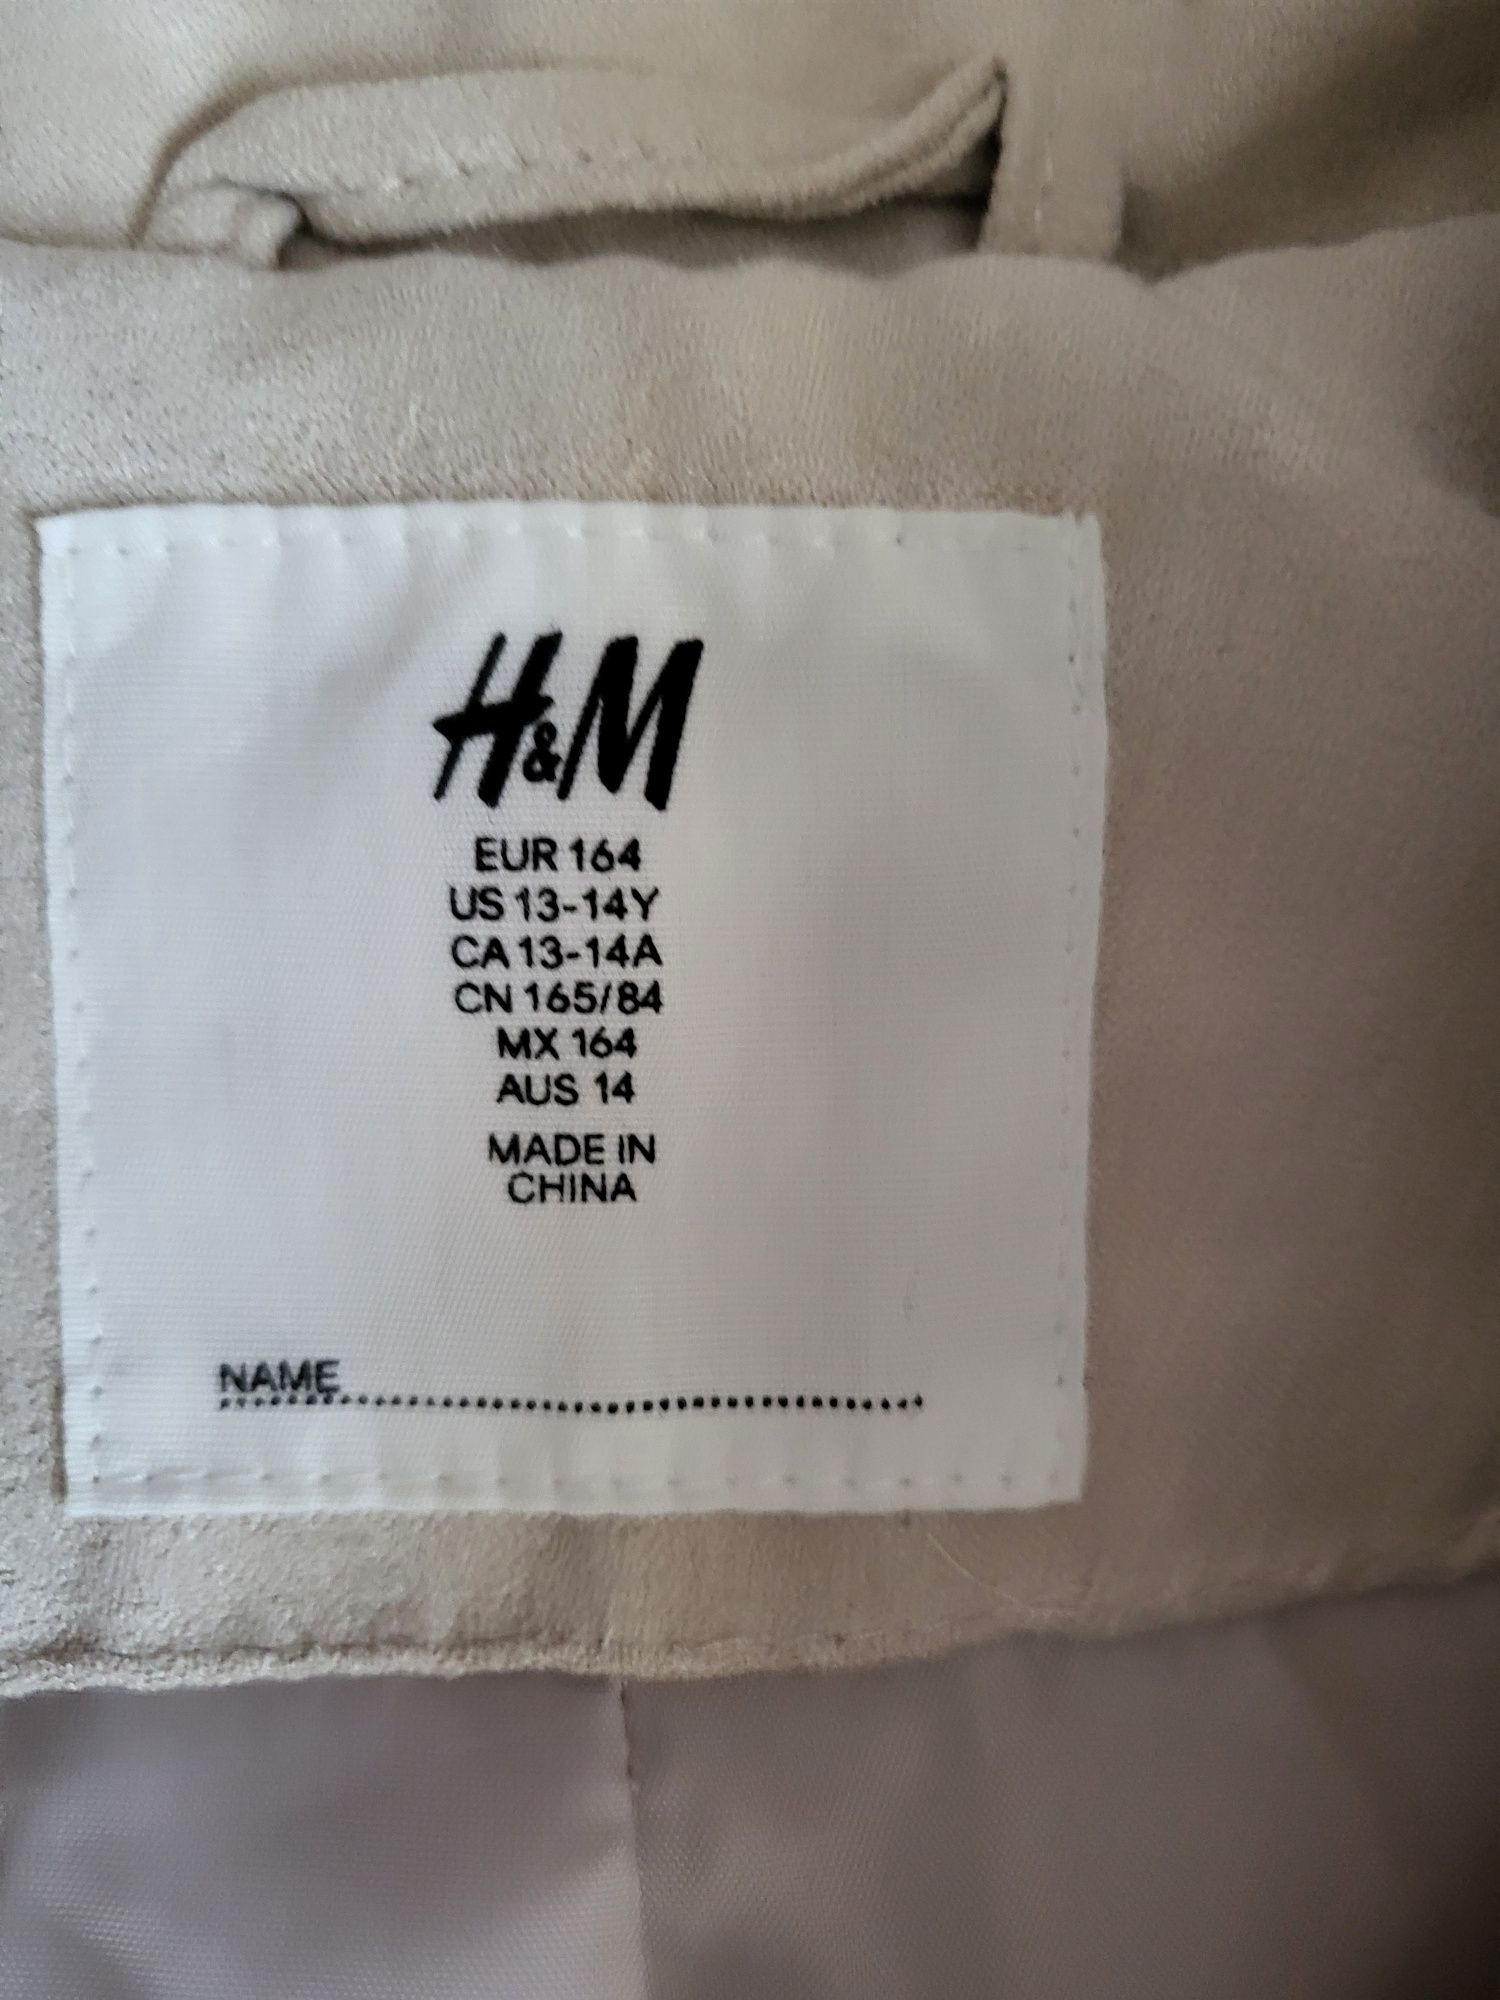 H&M
EUR 164
US 13-14Y
CA 13-14A
CN 165/84
MX 164
AUS 14
MADE IN
CHINA
NAME